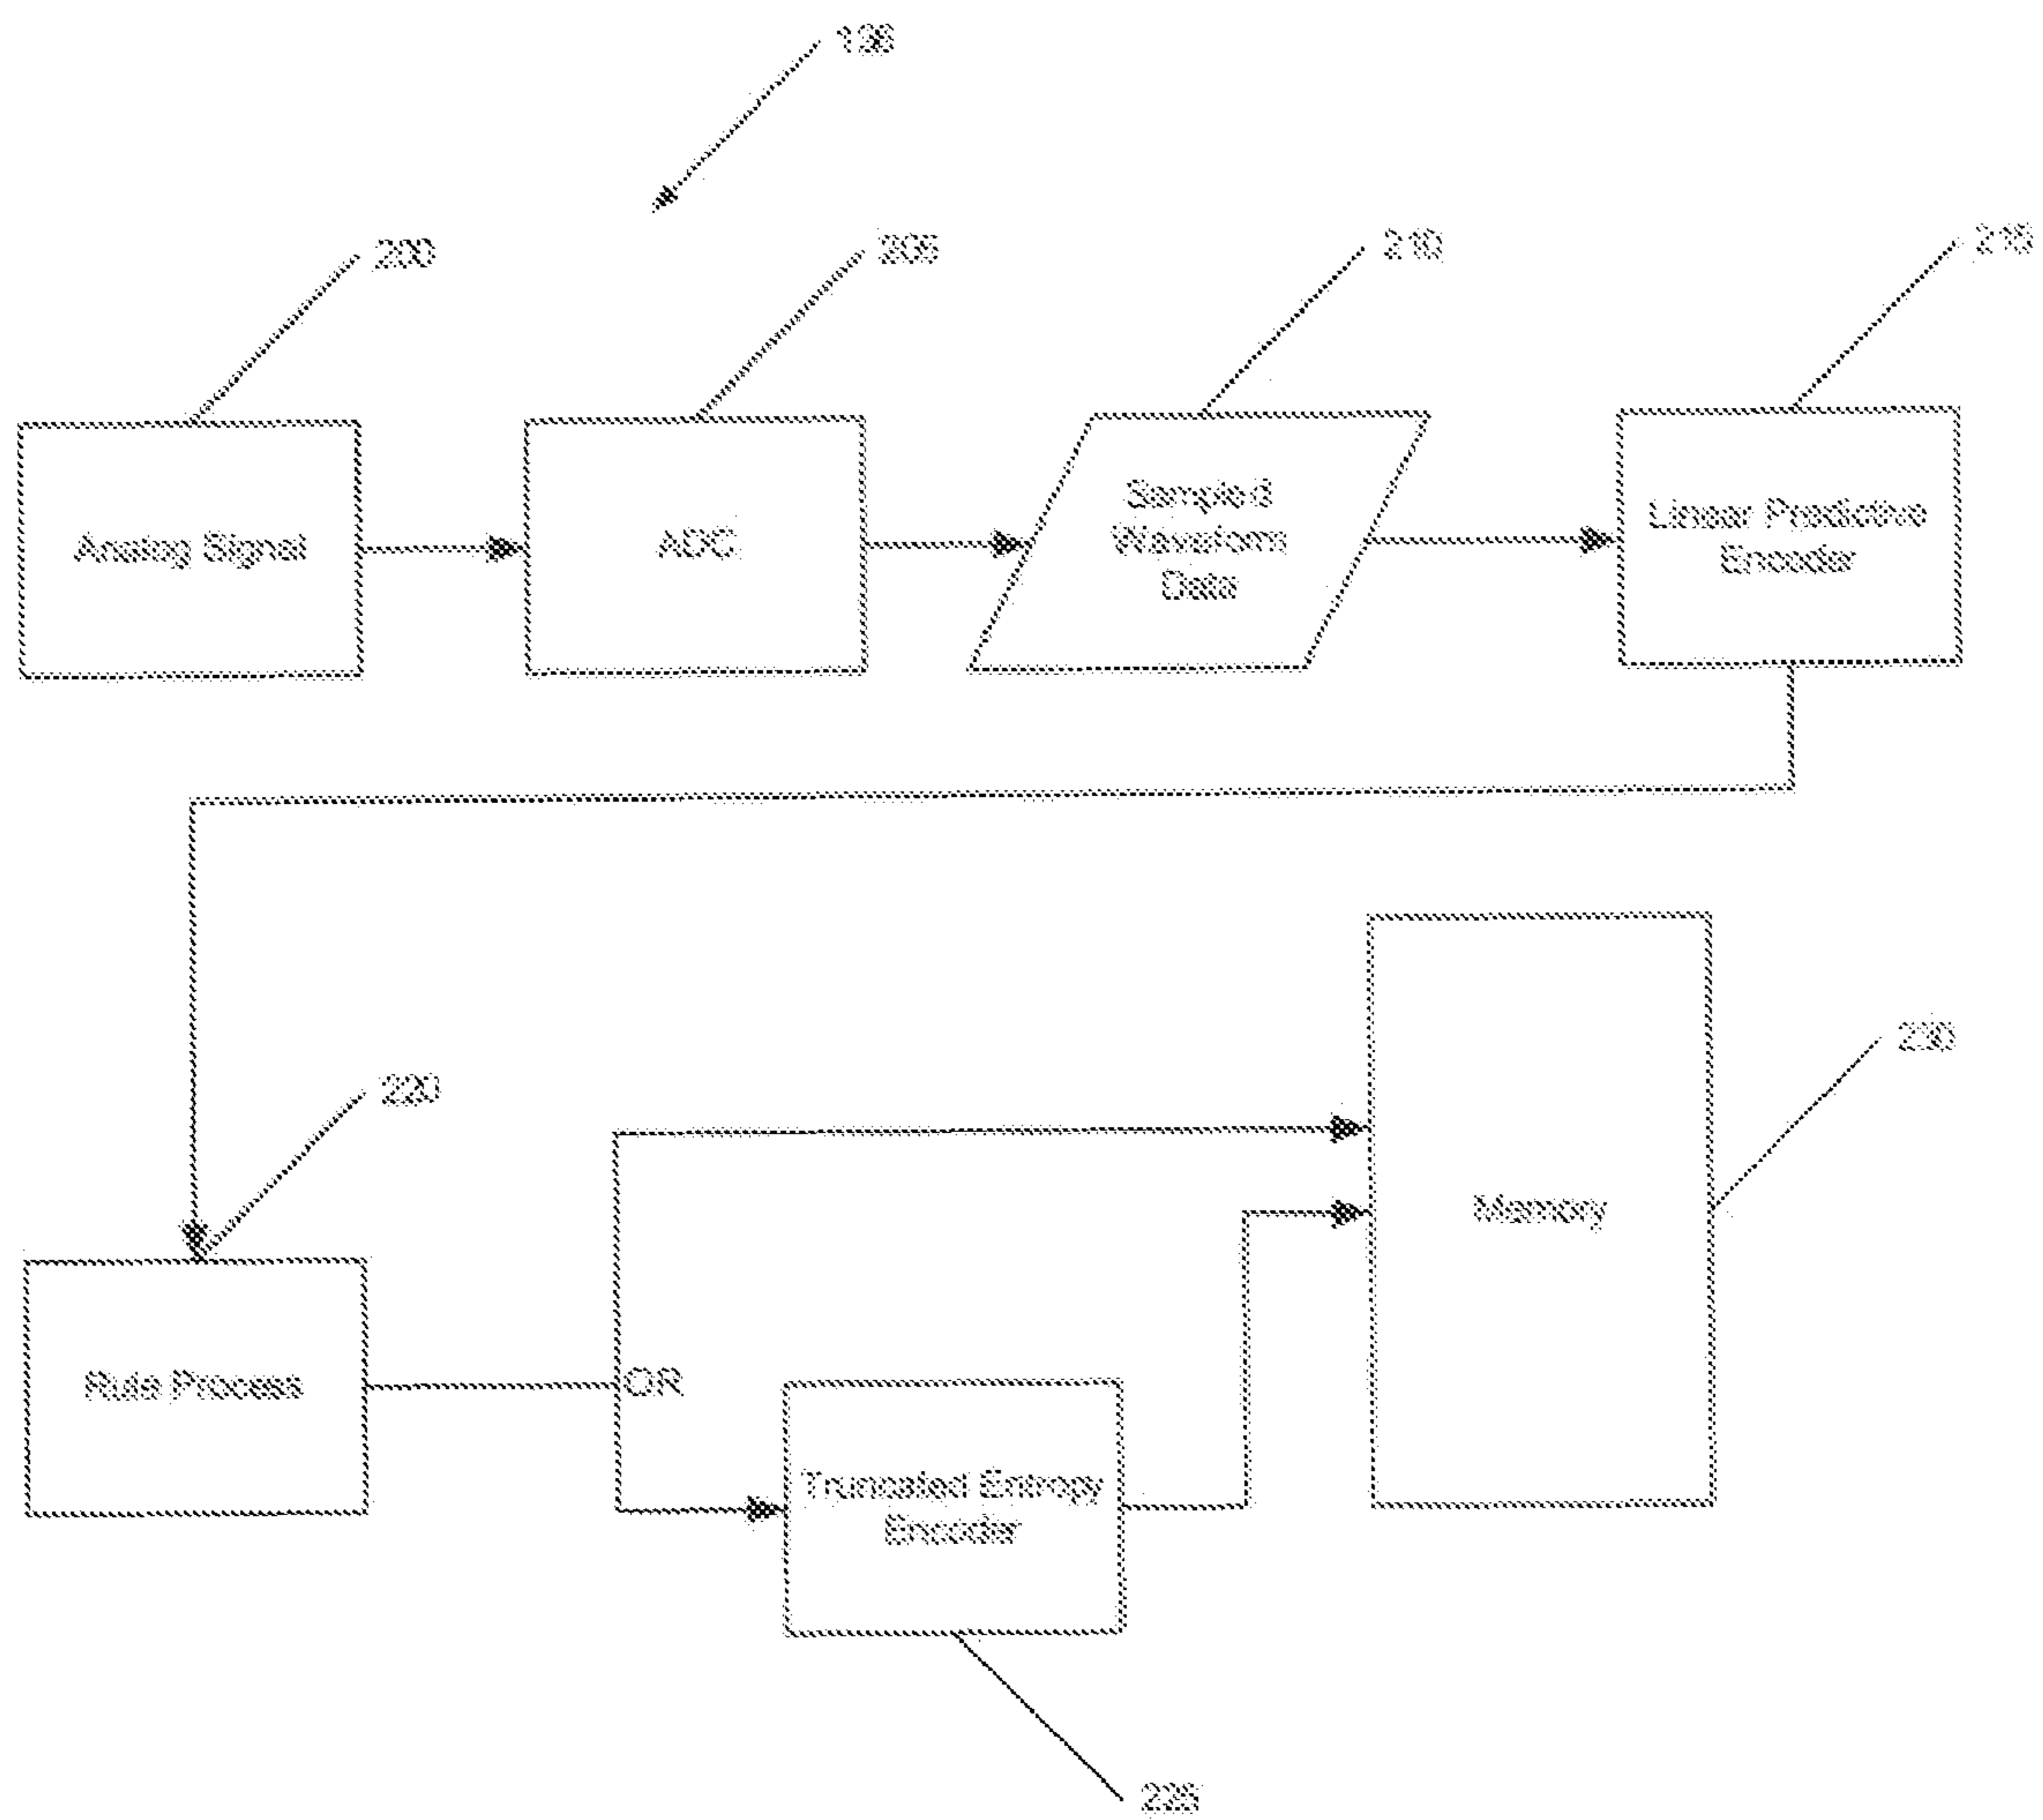 200
205
210
215
Analog Signal
ADC
Sampled
Waveform
Data
Linear Predictive
Encoder
220
230
Memory
Rule Process
OR
Truncated Entropy
Encoder
225